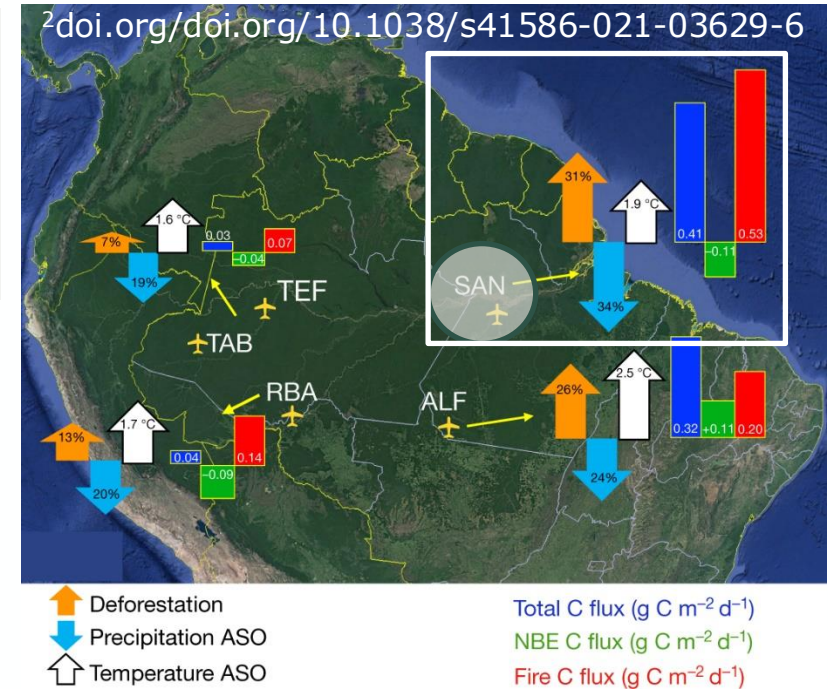 ²doi.org/doi.org/10.1038/s41586-021-03629-6
31%
1.9 °C
0.41
−0.11
0.53
34%
SAN
1.6 °C
7%
19%
0.03
−0.04
0.07
TEF
TAB
RBA
ALF
1.7 °C
13%
20%
0.04
−0.09
0.14
26%
2.5 °C
24%
0.32
+0.11
0.20
Deforestation
Precipitation ASO
Temperature ASO
Total C flux (g C m⁻² d⁻¹)
NBE C flux (g C m⁻² d⁻¹)
Fire C flux (g C m⁻² d⁻¹)